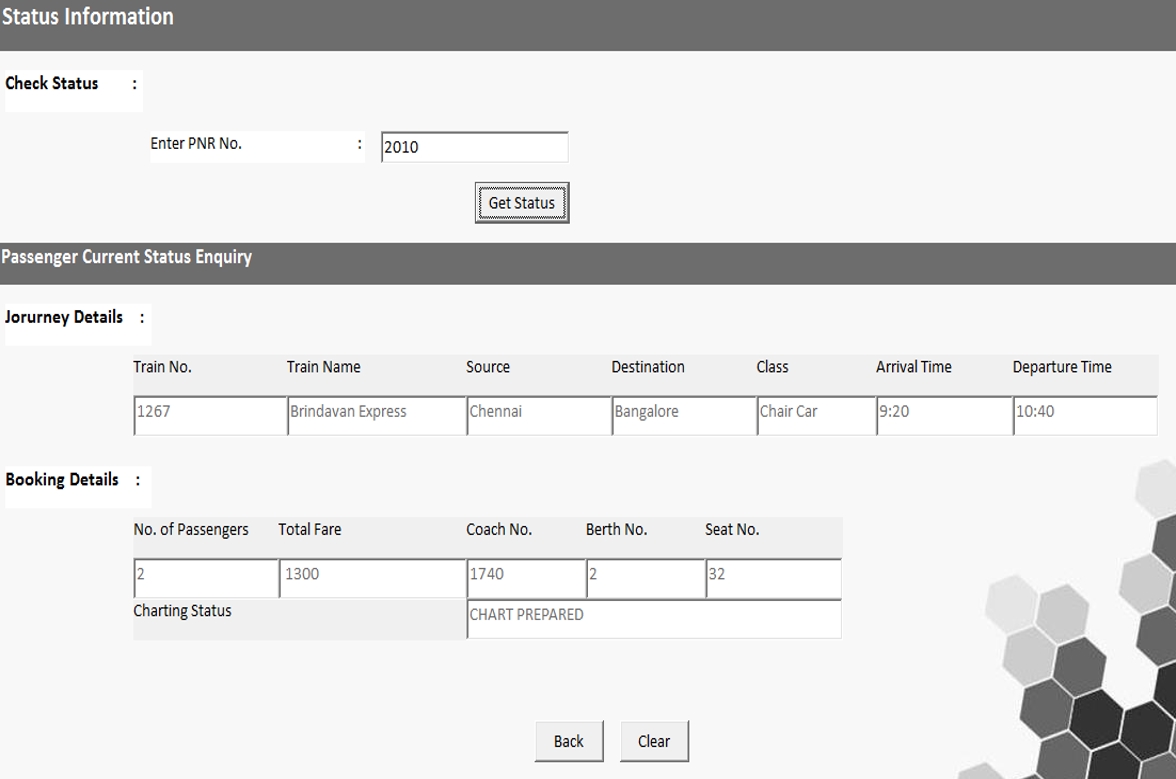 Status Information
Check Status :
Enter PNR No. : 2010
Get Status
Passenger Current Status Enquiry
Jorurney Details :
Train No. Train Name Source Destination Class Arrival Time Departure Time
1267 Brindavan Express Chennai Bangalore Chair Car 9:20 10:40
Booking Details :
No. of Passengers Total Fare Coach No. Berth No. Seat No.
2 1300 1740 2 32
Charting Status CHART PREPARED
Back Clear